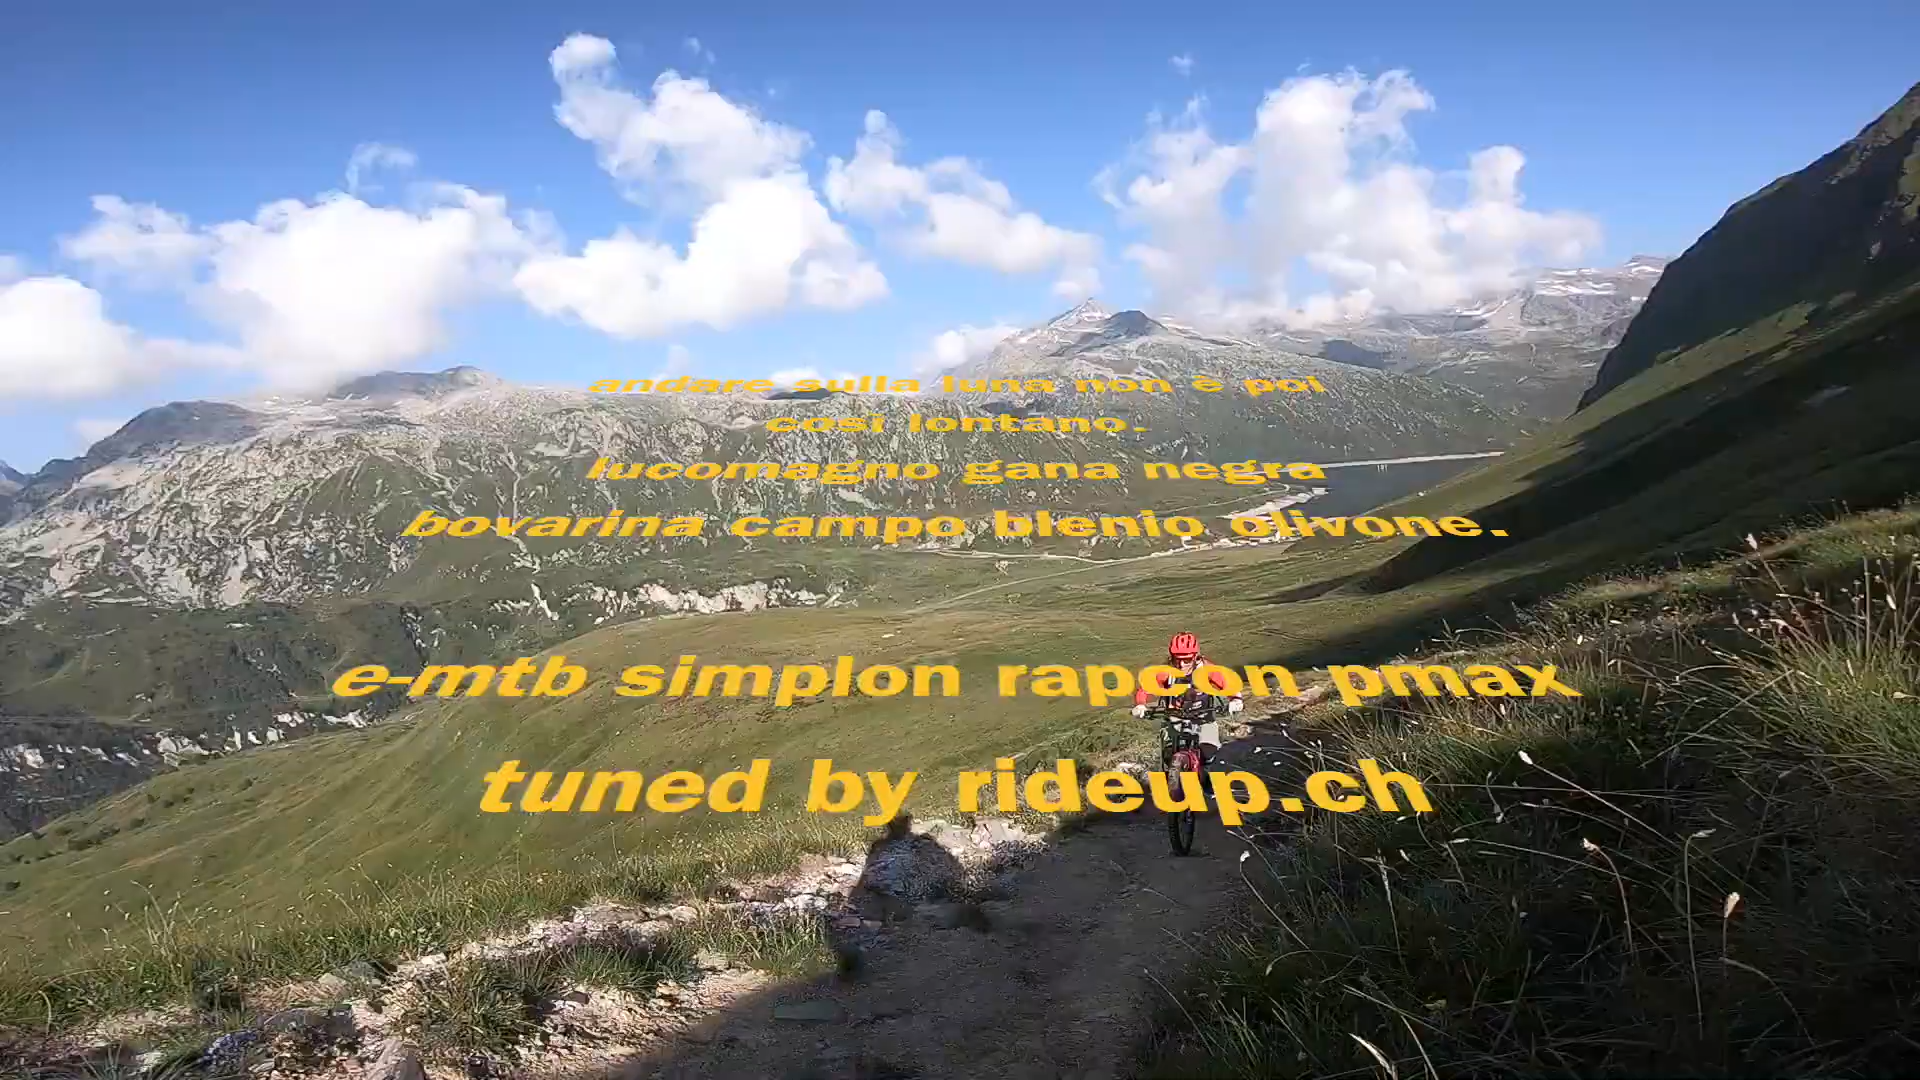 andare sulla luna non è poi
così lontano.
lucomagno gana negra
bovarina campo blenio olivone.
e-mtb simplon rapcon pmax
tuned by rideup.ch